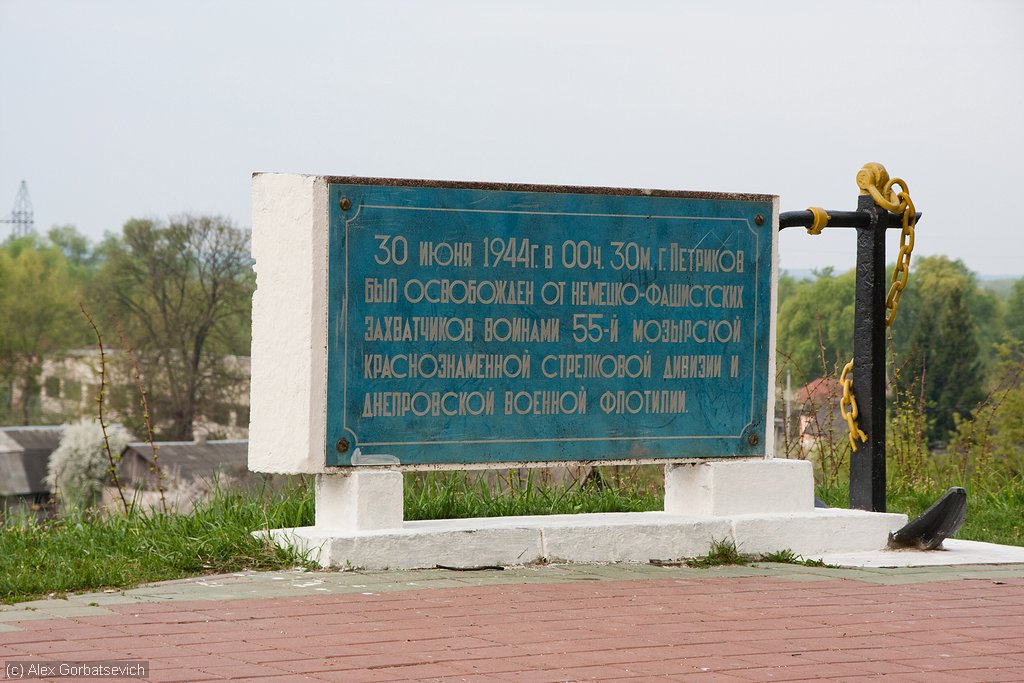 30 июня 1944г. в 00ч. 30м. г. Петриков
был освобожден от немецко-фашистских
захватчиков воинами 55-й мозырской
краснознаменной стрелковой дивизии и
днепровской военной флотилии.
(c) Alex Gorbatsevich